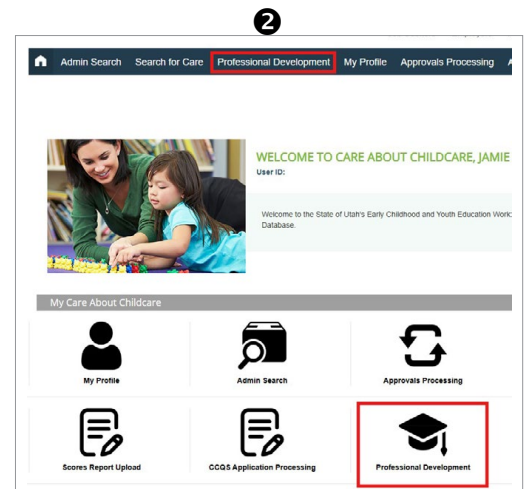 2
Admin Search Search for Care Professional Development My Profile Approvals Processing
WELCOME TO CARE ABOUT CHILDCARE, JAMIE
User ID:
Welcome to the State of Utah's Early Childhood and Youth Education Work
Database.
My Care About Childcare
My Profile Admin Search Approvals Processing
Scores Report Upload CCQS Application Processing Professional Development